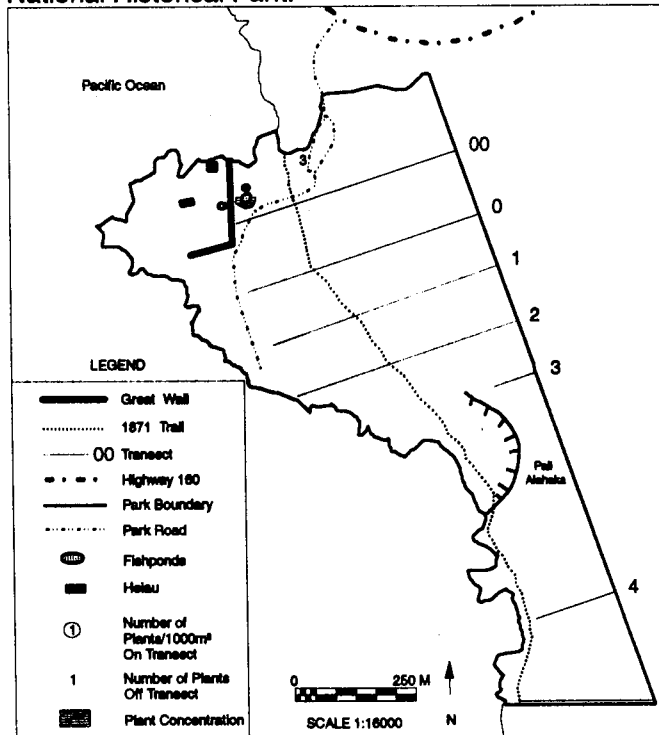 National Historical Park.
Pacific Ocean
3
00
0
1
2
3
Pali
Alahaka
4
LEGEND
Great Wall
1871 Trail
00 Transect
Highway 160
Park Boundary
Park Road
Fishponds
Heiau
1 Number of
Plants/1000m²
On Transect
1 Number of Plants
Off Transect
Plant Concentration
0 250 M
SCALE 1:16000
N